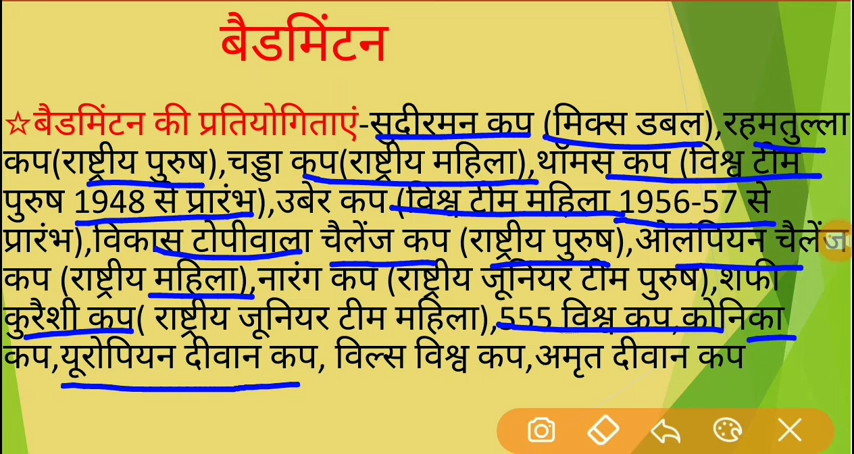 बैडमिंटन
☆बैडमिंटन की प्रतियोगिताएं-सुदीरमन कप (मिक्स डबल),रहमतुल्ला
कप(राष्ट्रीय पुरुष),चड्डा कप(राष्ट्रीय महिला),थॉमस कप (विश्व टीम
पुरुष 1948 से प्रारंभ),उबेर कप (विश्व टीम महिला 1956-57 से
प्रारंभ),विकास टोपीवाला चैलेंज कप (राष्ट्रीय पुरुष),ओलंपियन चैलेंज
कप (राष्ट्रीय महिला),नारंग कप (राष्ट्रीय जूनियर टीम पुरुष),शफी
कुरैशी कप( राष्ट्रीय जूनियर टीम महिला),555 विश्व कप,कोनिका
कप,यूरोपियन दीवान कप, विल्स विश्व कप,अमृत दीवान कप